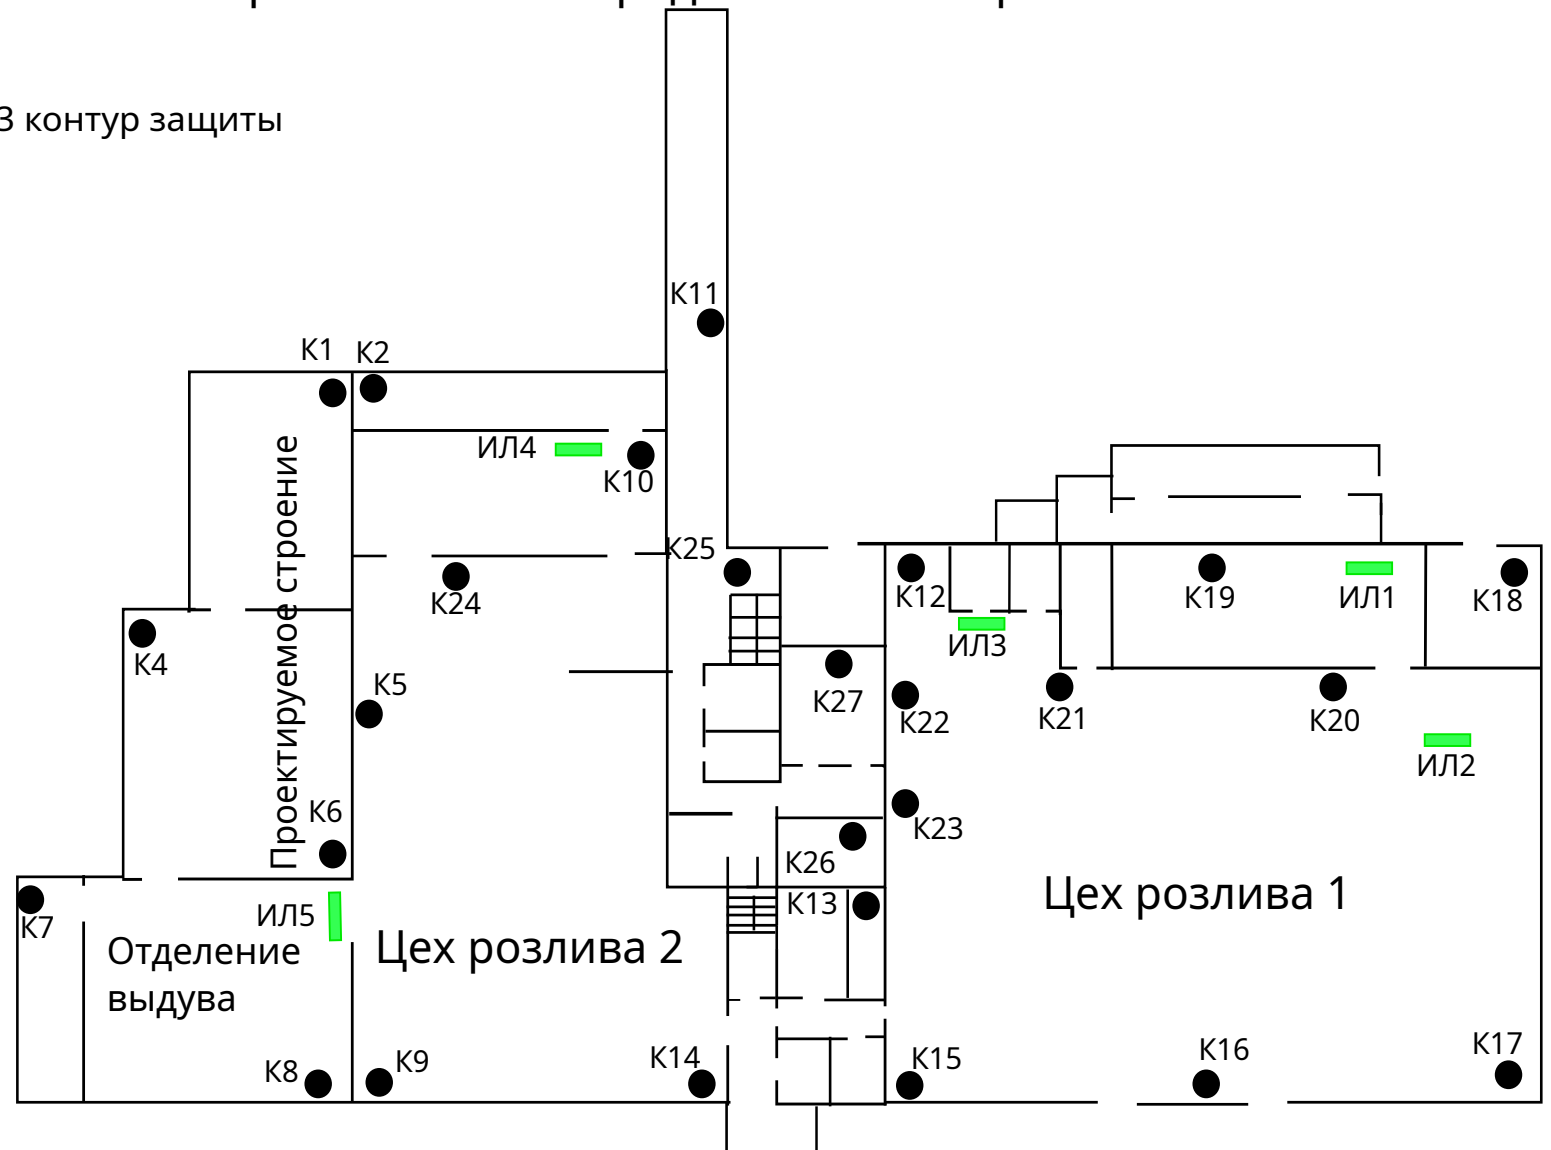 3 контур защиты
К11
К1
К2
ИЛ4
К10
К25
К24
К12
К19
ИЛ1
К18
ИЛ3
К4
К5
К27
К22
К21
К20
ИЛ2
Проектируемое строение
К6
К23
К26
Цех розлива 1
К7
ИЛ5
К13
Отделение
выдува
Цех розлива 2
К8
К9
К14
К15
К16
К17